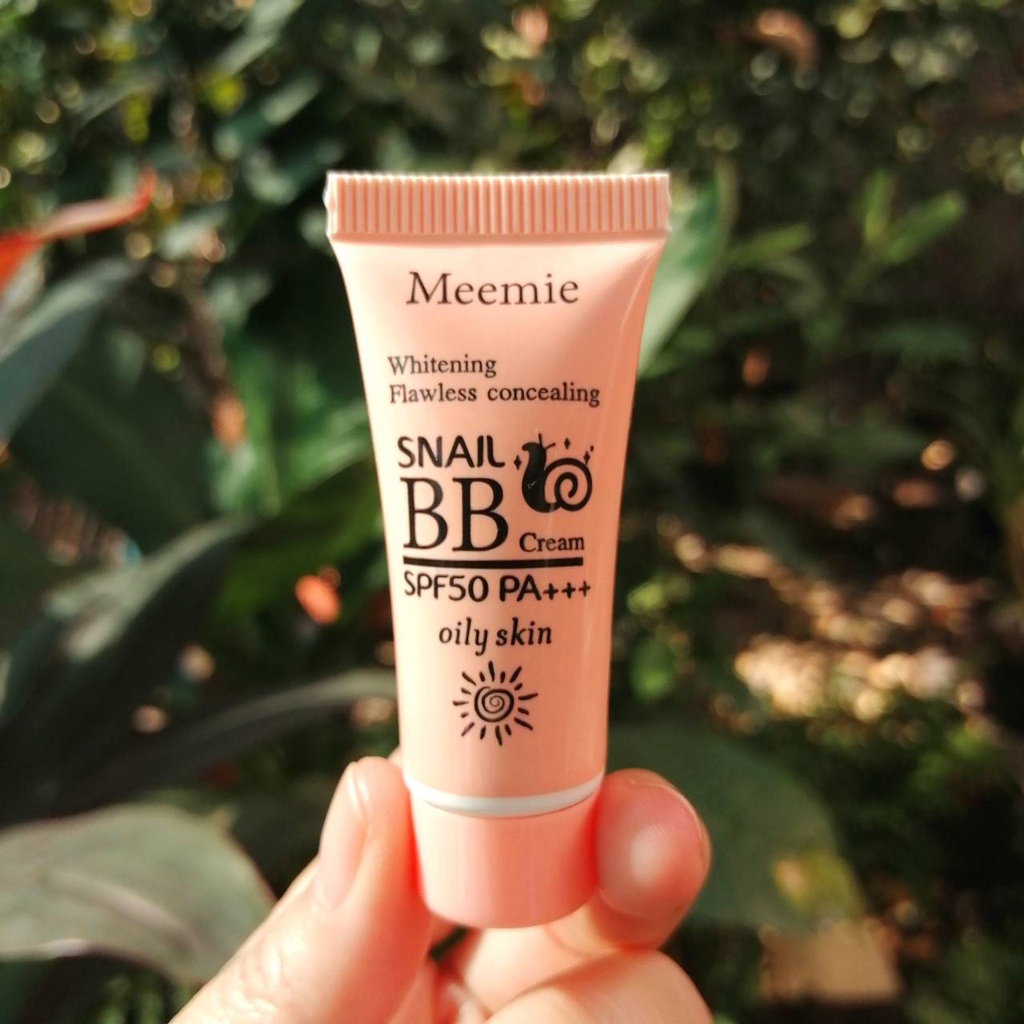 Meemie
Whitening
Flawless concealing
SNAIL
BB Cream
SPF50 PA+++
oily skin